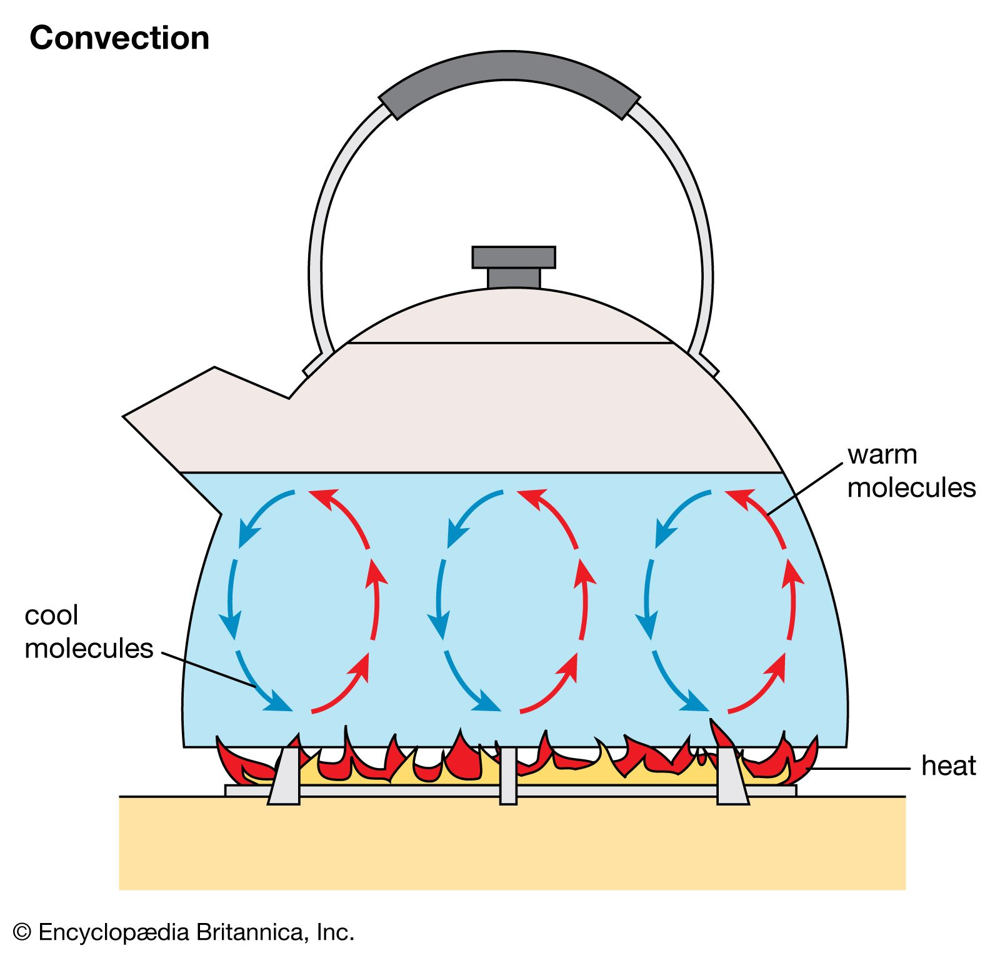 Convection
warm
molecules
cool
molecules
heat
© Encyclopædia Britannica, Inc.